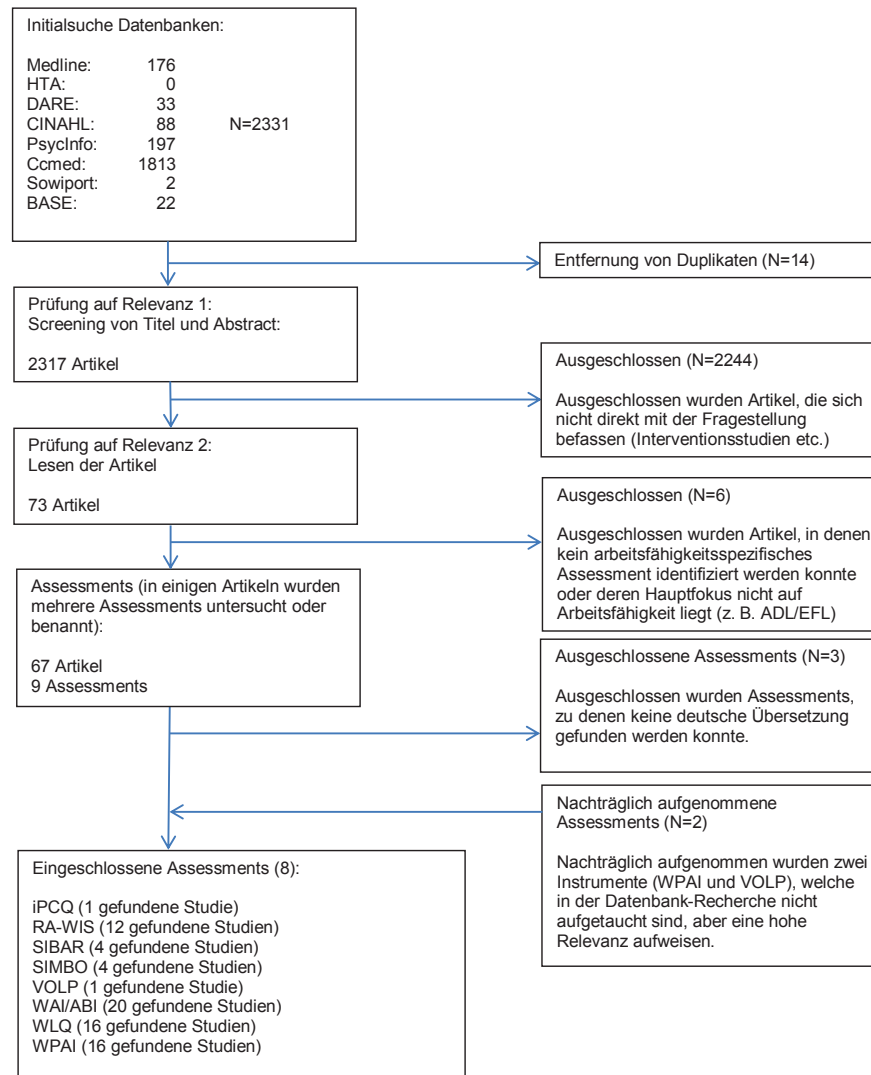 Initialsuche Datenbanken:
Medline: 176
HTA: 0
DARE: 33
CINAHL: 88 N=2331
PsycInfo: 197
Ccmed: 1813
Sowiport: 2
BASE: 22
Entfernung von Duplikaten (N=14)
Prüfung auf Relevanz 1:
Screening von Titel und Abstract:
2317 Artikel
Ausgeschlossen (N=2244)
Ausgeschlossen wurden Artikel, die sich
nicht direkt mit der Fragestellung
befassen (Interventionsstudien etc.)
Prüfung auf Relevanz 2:
Lesen der Artikel
73 Artikel
Ausgeschlossen (N=6)
Ausgeschlossen wurden Artikel, in denen
kein arbeitsfähigkeitsspezifisches
Assessment identifiziert werden konnte
oder deren Hauptfokus nicht auf
Arbeitsfähigkeit liegt (z. B. ADL/EFL)
Assessments (in einigen Artikeln wurden
mehrere Assessments untersucht oder
benannt):
67 Artikel
9 Assessments
Ausgeschlossene Assessments (N=3)
Ausgeschlossen wurden Assessments,
zu denen keine deutsche Übersetzung
gefunden werden konnte.
Nachträglich aufgenommene
Assessments (N=2)
Nachträglich aufgenommen wurden zwei
Instrumente (WPAI und VOLP), welche
in der Datenbank-Recherche nicht
aufgetaucht sind, aber eine hohe
Relevanz aufweisen.
Eingeschlossene Assessments (8):
iPCQ (1 gefundene Studie)
RA-WIS (12 gefundene Studien)
SIBAR (4 gefundene Studien)
SIMBO (4 gefundene Studien)
VOLP (1 gefundene Studie)
WAI/ABI (20 gefundene Studien)
WLQ (16 gefundene Studien)
WPAI (16 gefundene Studien)